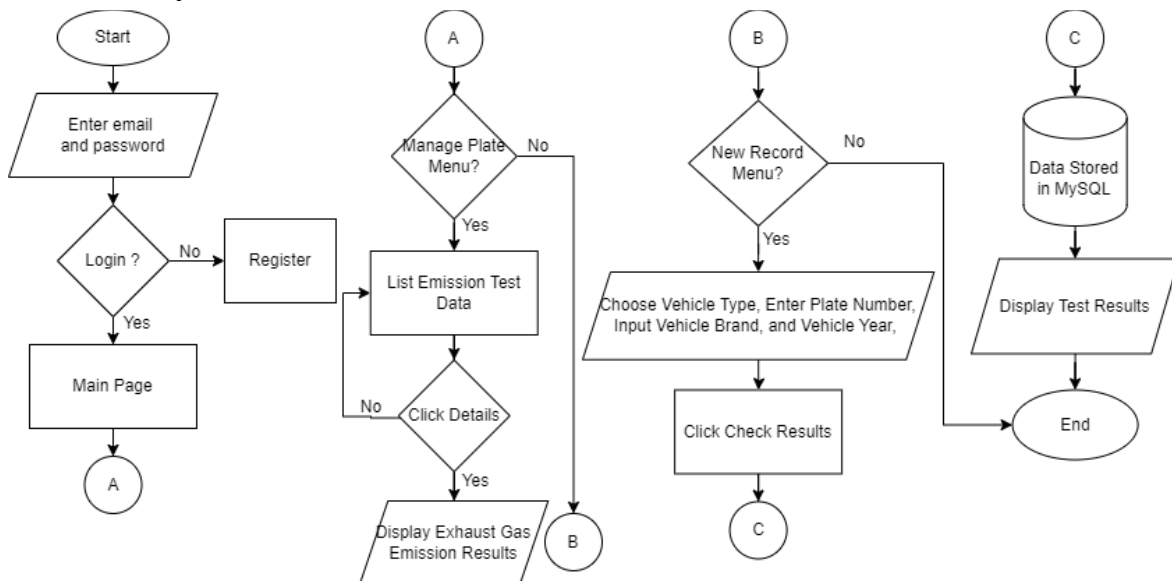 Start
Enter email
and password
Login ?
No
Register
Yes
Main Page
A
A
Manage Plate
Menu?
No
Yes
List Emission Test
Data
No
Click Details
Yes
Display Exhaust Gas
Emission Results
B
B
New Record
Menu?
No
Yes
Choose Vehicle Type, Enter Plate Number,
Input Vehicle Brand, and Vehicle Year,
Click Check Results
C
C
Data Stored
in MySQL
Display Test Results
End